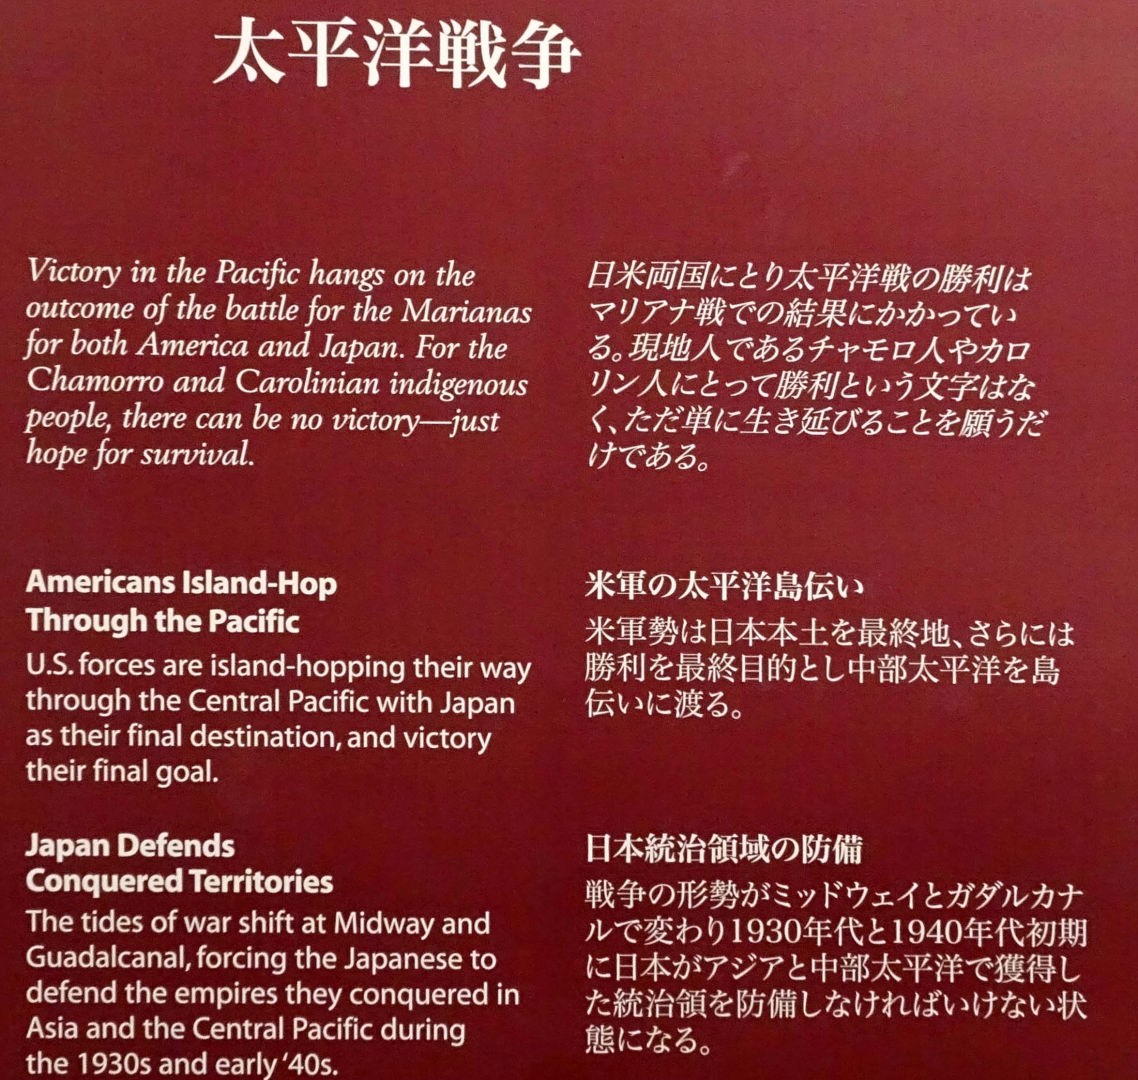 太平洋戦争
Victory in the Pacific hangs on the
outcome of the battle for the Marianas
for both America and Japan. For the
Chamorro and Carolinian indigenous
people, there can be no victory—just
hope for survival.
日米両国にとり太平洋戦の勝利は
マリアナ戦での結果にかかってい
る。現地人であるチャモロ人やカロ
リン人にとって勝利という文字はな
く、ただ単に生き延びることを願うだ
けである。
Americans Island-Hop
Through the Pacific
U.S. forces are island-hopping their way
through the Central Pacific with Japan
as their final destination, and victory
their final goal.
米軍の太平洋島伝い
米軍勢は日本本土を最終地、さらには
勝利を最終目的とし中部太平洋を島
伝いに渡る。
Japan Defends
Conquered Territories
The tides of war shift at Midway and
Guadalcanal, forcing the Japanese to
defend the empires they conquered in
Asia and the Central Pacific during
the 1930s and early ‘40s.
日本統治領域の防備
戦争の形勢がミッドウェイとガダルカナ
ルで変わり1930年代と1940年代初期
に日本がアジアと中部太平洋で獲得し
た統治領を防備しなければいけない状
態になる。